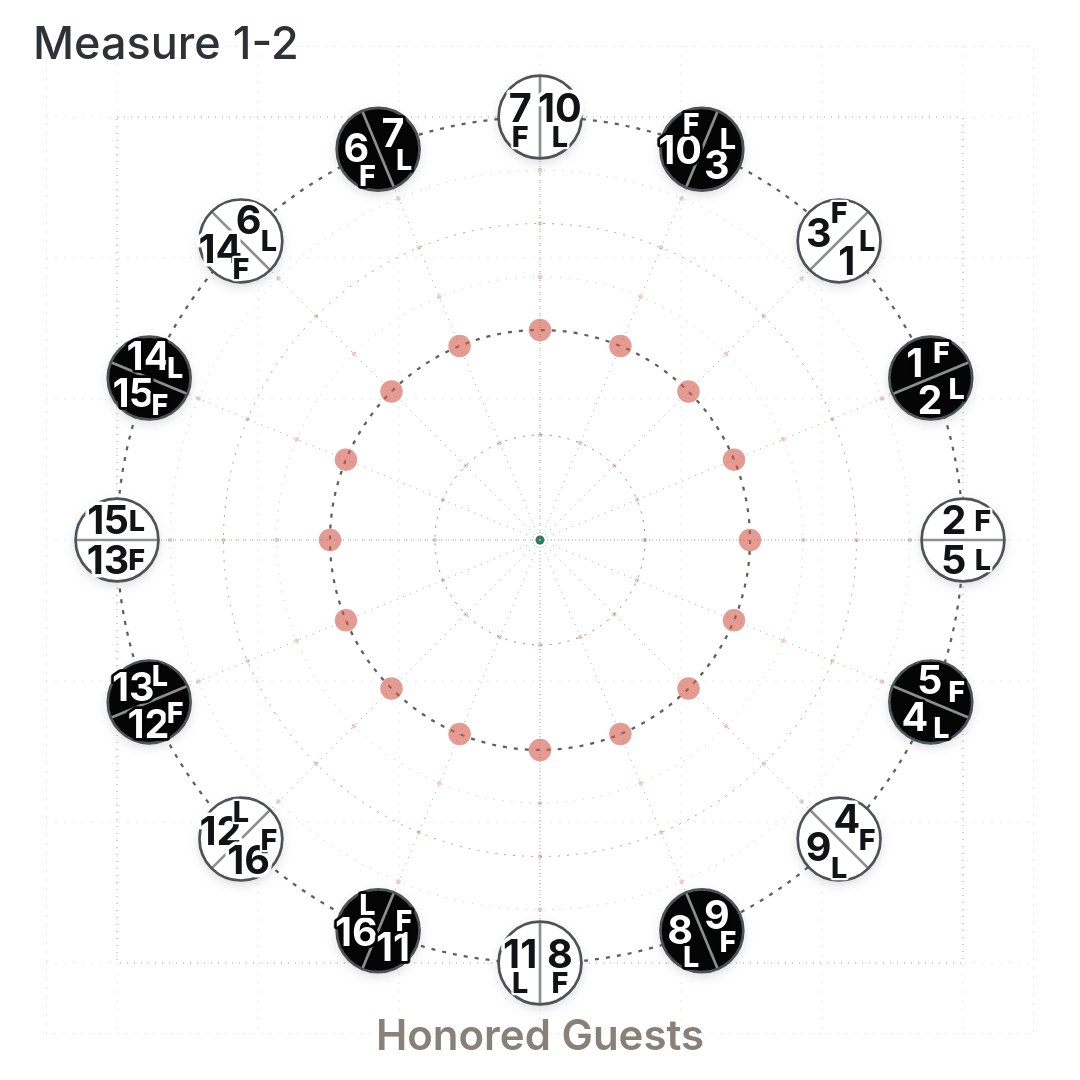 Measure 1-2
7 10
F L
6 7
F L
10 F
3 L
6 L
14 F
3 F
1 L
14 L
15 F
1 F
2 L
15 L
13 F
2 F
5 L
13 L
12 F
5 F
4 L
12 L
16 F
4 F
9 L
16 L
11 F
11 8
L F
8 9
L F
Honored Guests